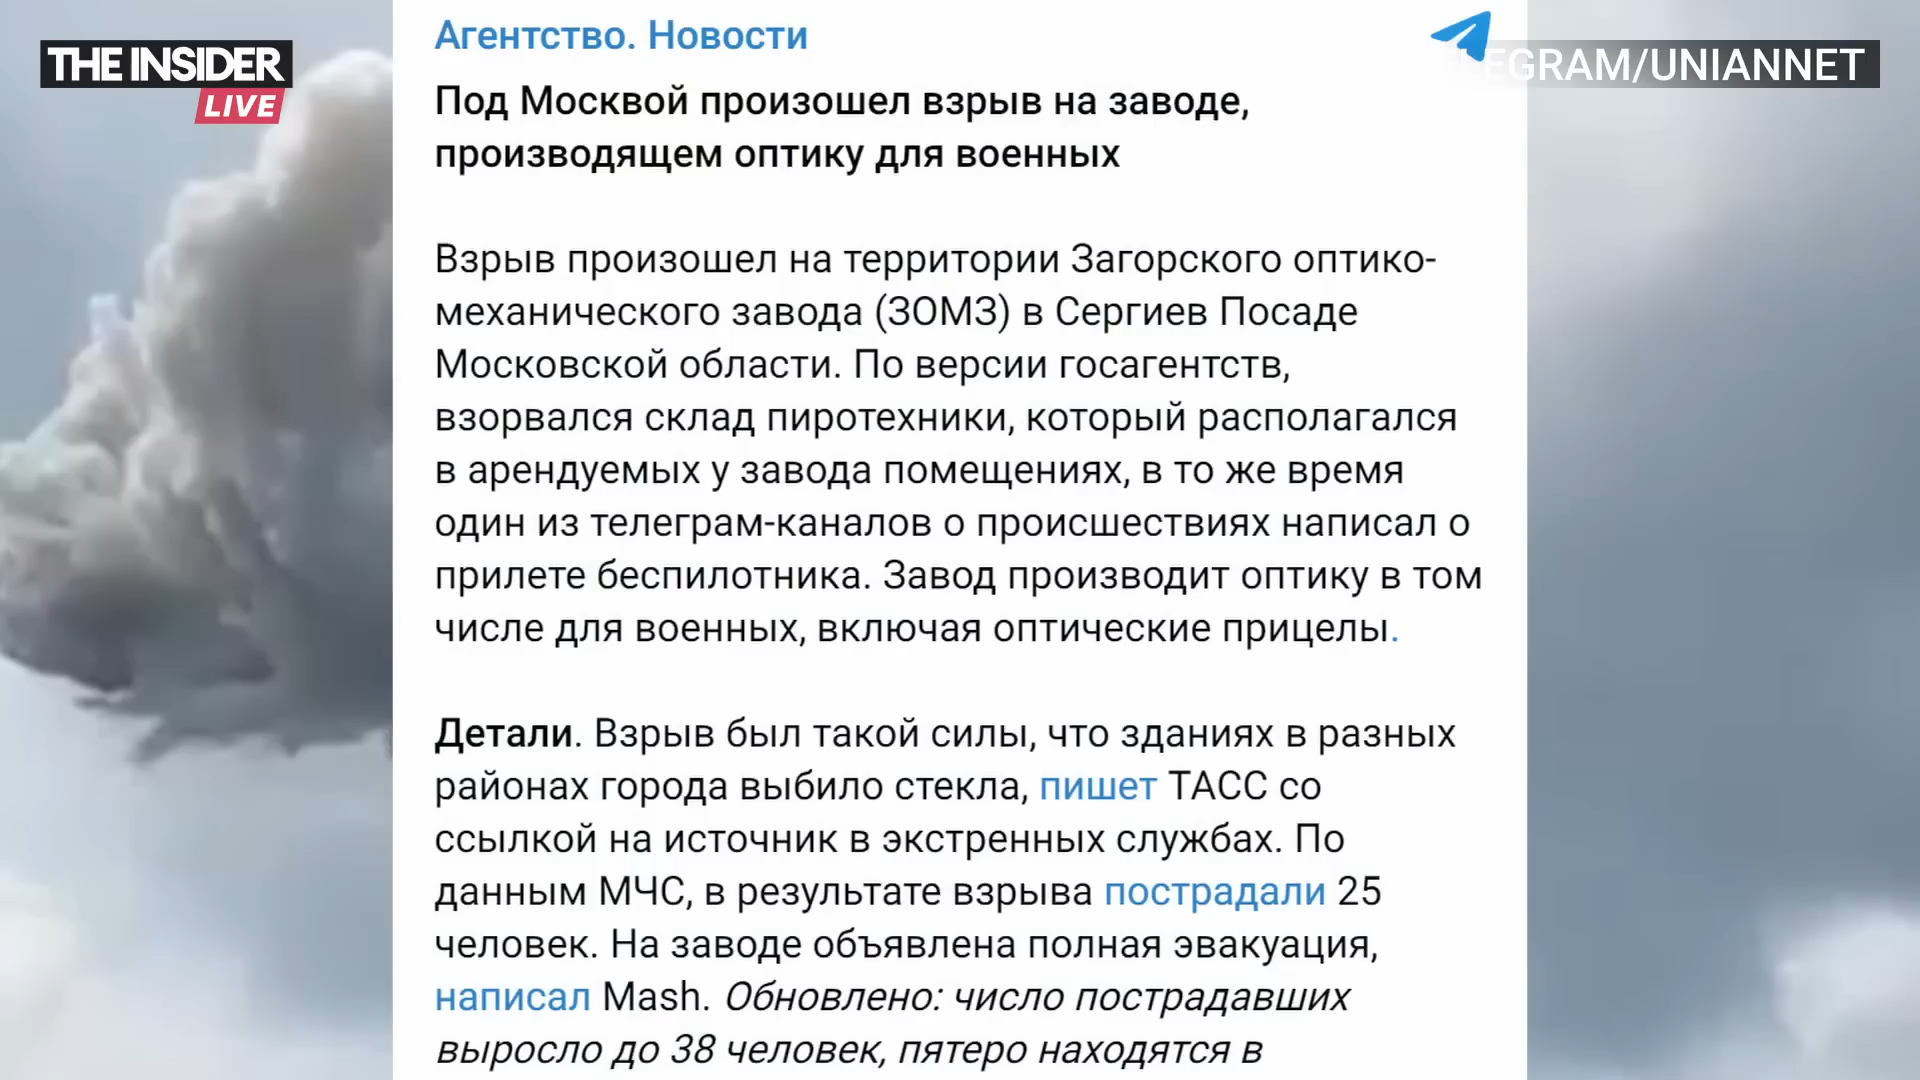 THE INSIDER
LIVE
Агентство. Новости
GRAM/UNIANNET
Под Москвой произошел взрыв на заводе,
производящем оптику для военных
Взрыв произошел на территории Загорского оптико-
механического завода (ЗОМЗ) в Сергиев Посаде
Московской области. По версии госагентств,
взорвался склад пиротехники, который располагался
в арендуемых у завода помещениях, в то же время
один из телеграм-каналов о происшествиях написал о
прилете беспилотника. Завод производит оптику в том
числе для военных, включая оптические прицелы.
Детали. Взрыв был такой силы, что зданиях в разных
районах города выбило стекла, пишет ТАСС со
ссылкой на источник в экстренных службах. По
данным МЧС, в результате взрыва пострадали 25
человек. На заводе объявлена полная эвакуация,
написал Mash. Обновлено: число пострадавших
выросло до 38 человек, пятеро находятся в